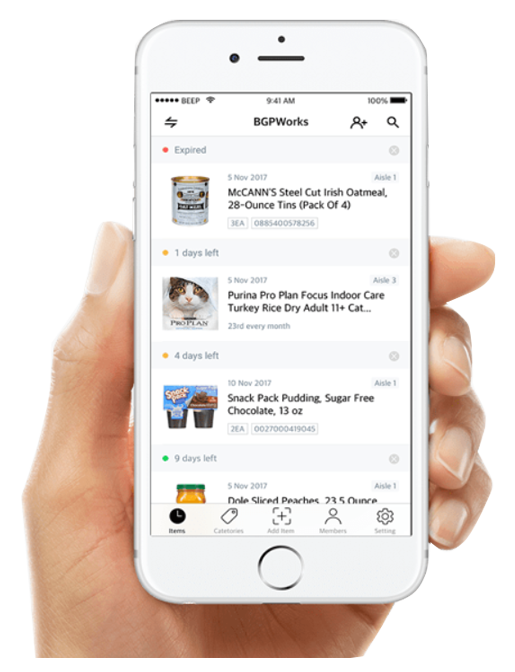 BEEP
9:41 AM
100%
BGPWorks
Expired
5 Nov 2017
Aisle 1
McCANN'S Steel Cut Irish Oatmeal,
28-Ounce Tins (Pack Of 4)
3EA
0885400578256
1 days left
PRO PLAN
5 Nov 2017
Aisle 3
Purina Pro Plan Focus Indoor Care
Turkey Rice Dry Adult 11+ Cat...
23rd every month
4 days left
Snack Pack
10 Nov 2017
Aisle 1
Snack Pack Pudding, Sugar Free
Chocolate, 13 oz
2EA
0027000419045
9 days left
5 Nov 2017
Aisle 1
Dole Sliced Peaches, 23.5 Ounce
Items
Catetories
Add Item
Members
Setting